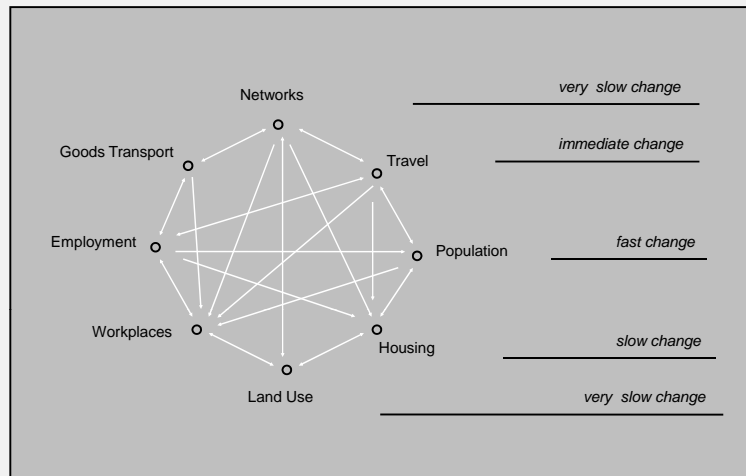 Networks
very slow change
Goods Transport
Travel
immediate change
Employment
Population
fast change
Workplaces
Housing
slow change
Land Use
very slow change